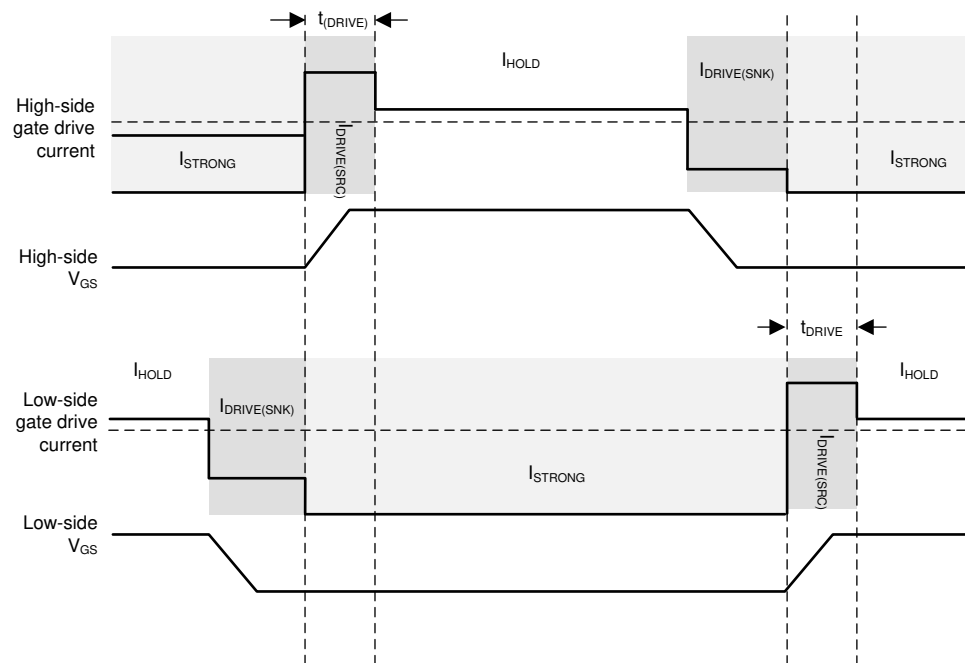 t(DRIVE)
IHOLD
IDRIVE(SNK)
High-side
gate drive
current
IDRIVE(SRC)
ISTRONG
ISTRONG
High-side
VGS
tDRIVE
IHOLD
IHOLD
Low-side
gate drive
current
IDRIVE(SNK)
ISTRONG
IDRIVE(SRC)
Low-side
VGS